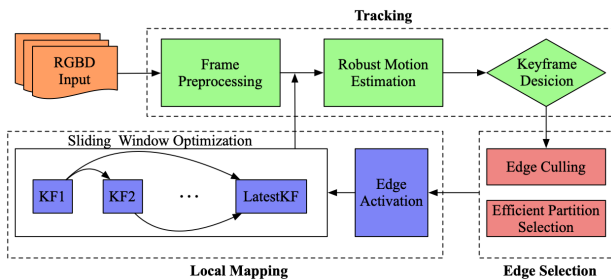 Tracking
RGBD
Input
Frame
Preprocessing
Robust Motion
Estimation
Keyframe
Desicion
Sliding Window Optimization
KF1
KF2
...
LatestKF
Edge
Activation
Edge Culling
Efficient Partition
Selection
Local Mapping
Edge Selection